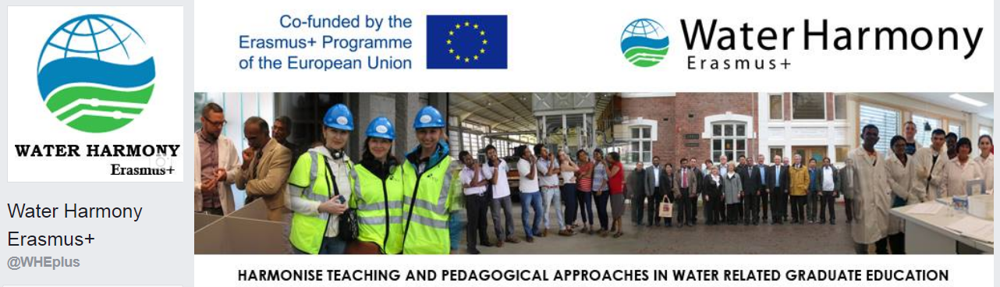 WATER HARMONY
Erasmus+
Water Harmony
Erasmus+
@WHEplus
Co-funded by the
Erasmus+ Programme
of the European Union
Water Harmony
Erasmus+
HARMONISE TEACHING AND PEDAGOGICAL APPROACHES IN WATER RELATED GRADUATE EDUCATION